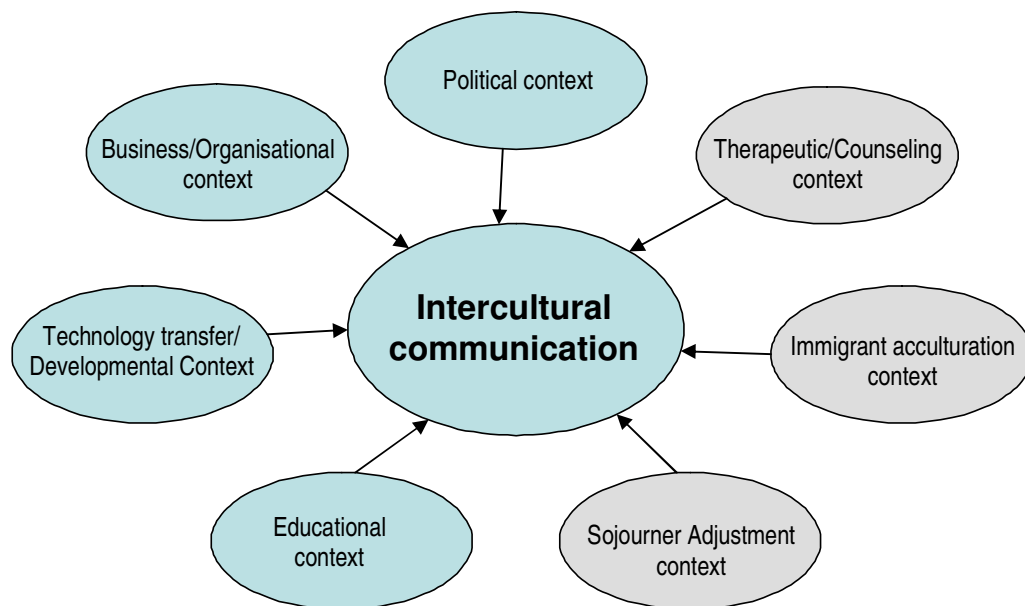 Political context
Business/Organisational
context
Therapeutic/Counseling
context
Intercultural
communication
Technology transfer/
Developmental Context
Immigrant acculturation
context
Educational
context
Sojourner Adjustment
context